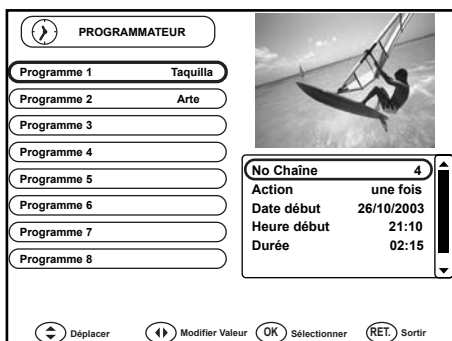 PROGRAMMATEUR
Programme 1 Taquilla
Programme 2 Arte
Programme 3
Programme 4
Programme 5
Programme 6
Programme 7
Programme 8
No Chaîne 4
Action une fois
Date début 26/10/2003
Heure début 21:10
Durée 02:15
Déplacer Modifier Valeur OK Sélectionner RET. Sortir